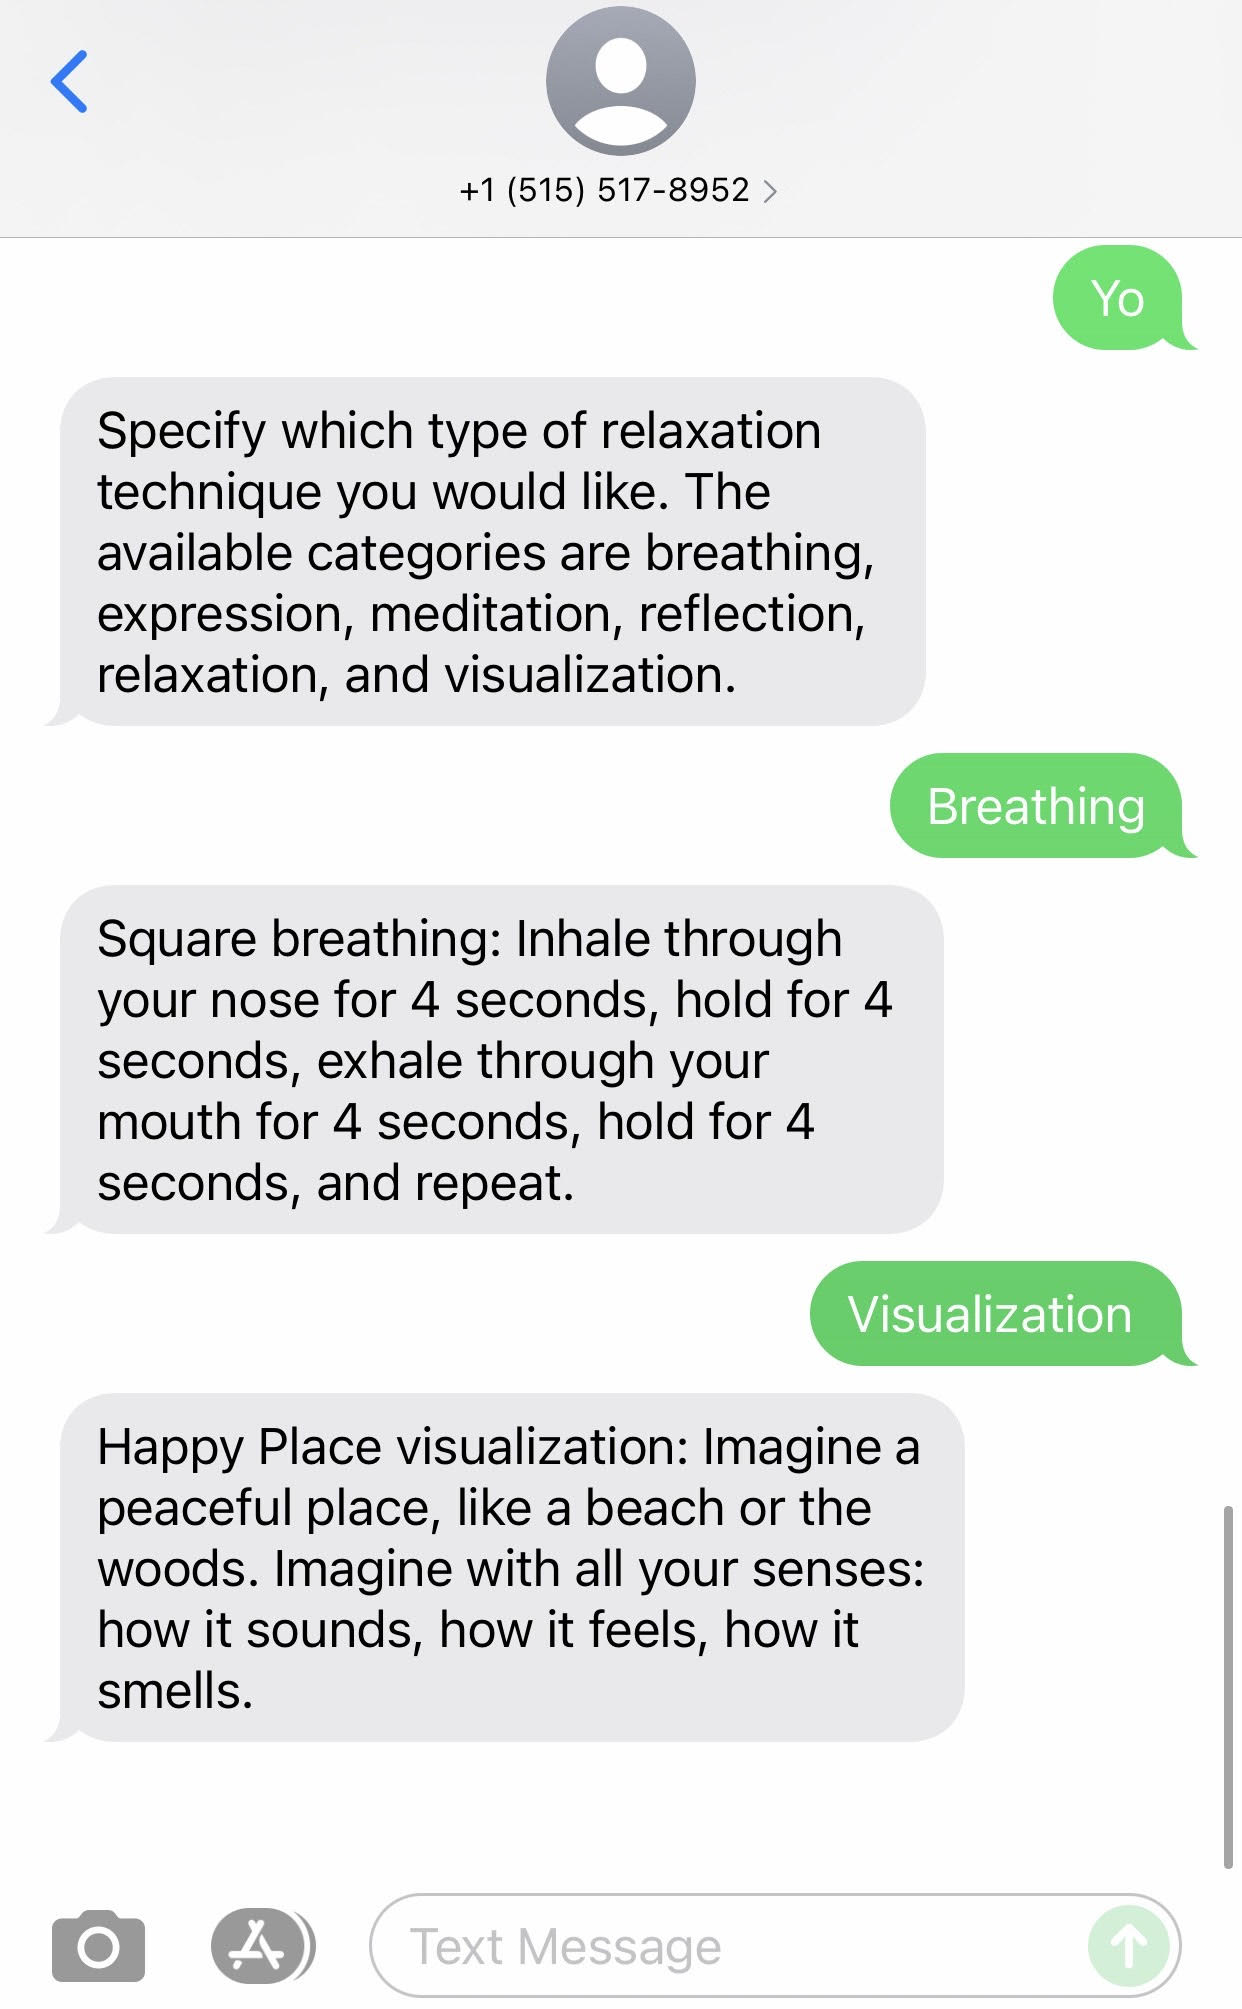 +1 (515) 517-8952
Yo
Specify which type of relaxation
technique you would like. The
available categories are breathing,
expression, meditation, reflection,
relaxation, and visualization.
Breathing
Square breathing: Inhale through
your nose for 4 seconds, hold for 4
seconds, exhale through your
mouth for 4 seconds, hold for 4
seconds, and repeat.
Visualization
Happy Place visualization: Imagine a
peaceful place, like a beach or the
woods. Imagine with all your senses:
how it sounds, how it feels, how it
smells.
Text Message